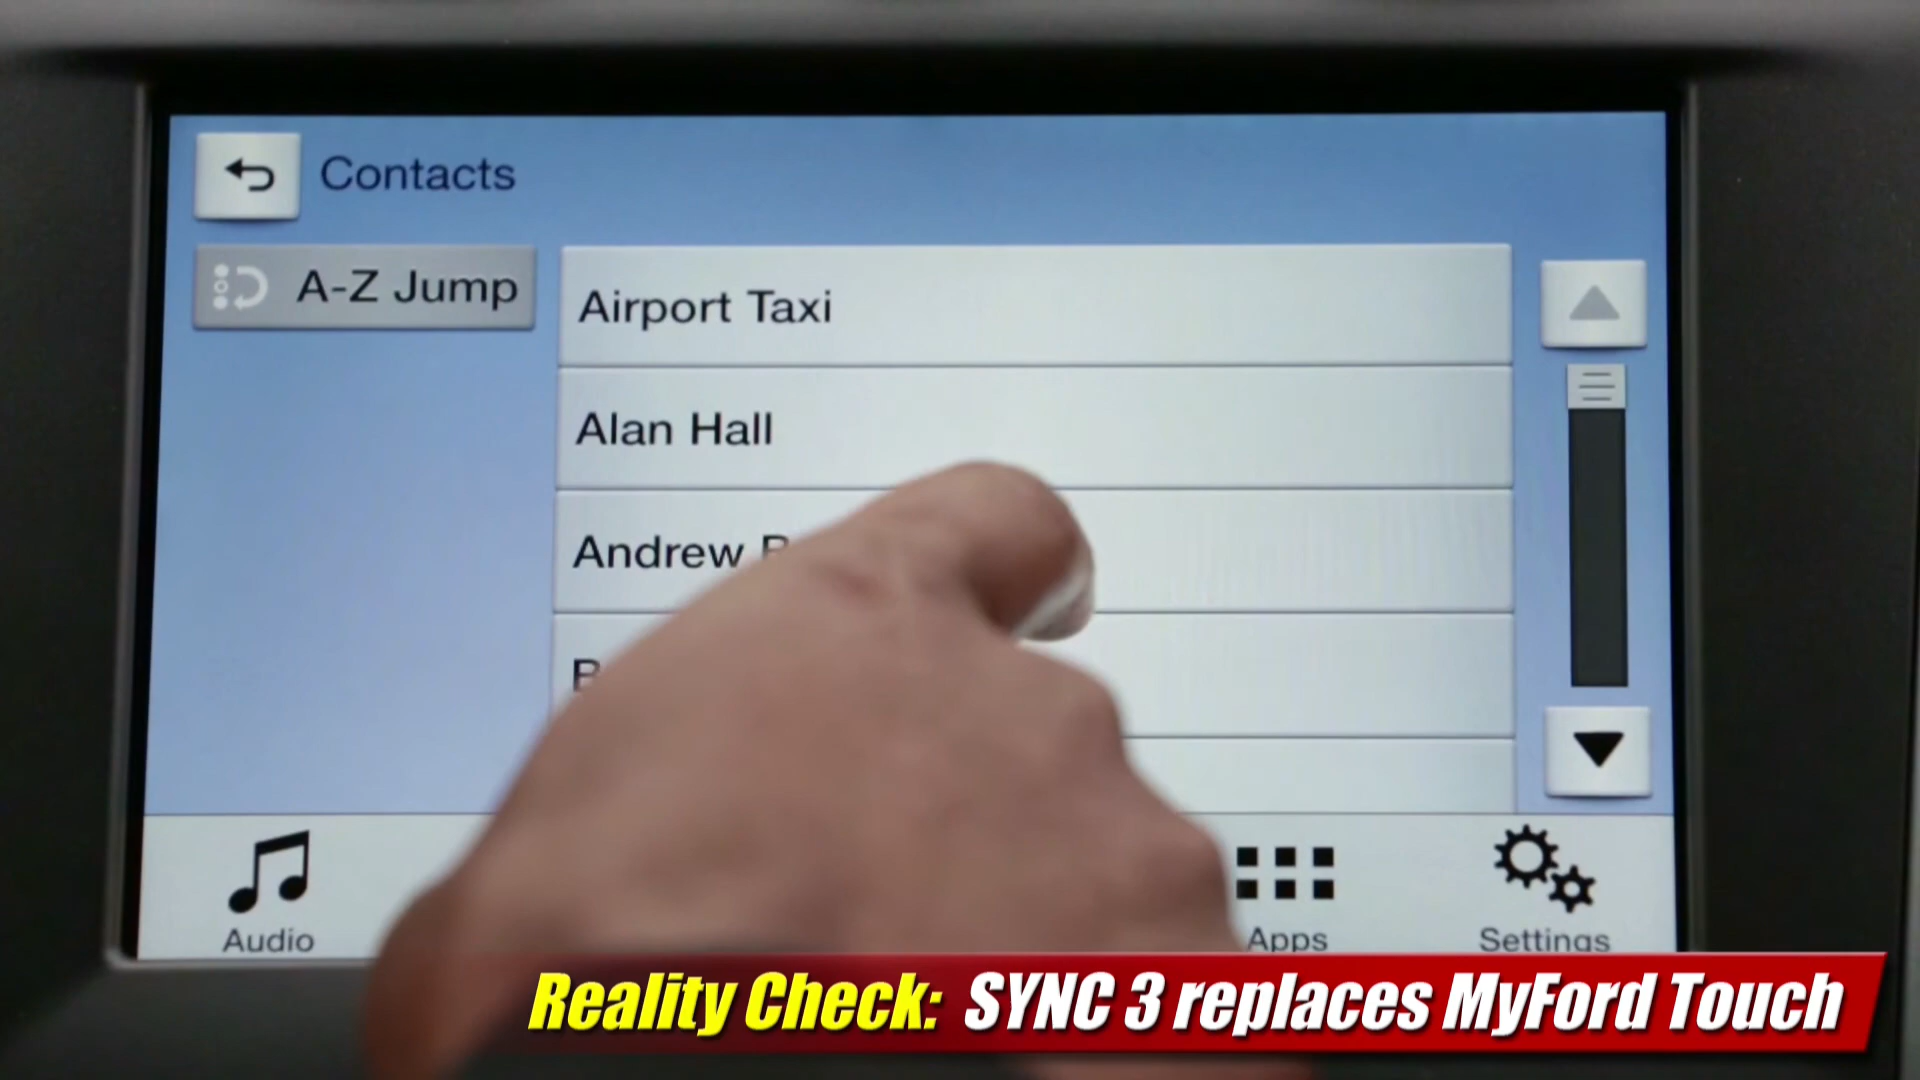 Contacts
A-Z Jump
Airport Taxi
Alan Hall
Andrew
Audio
Apps
Settings
Reality Check: SYNC 3 replaces MyFord Touch